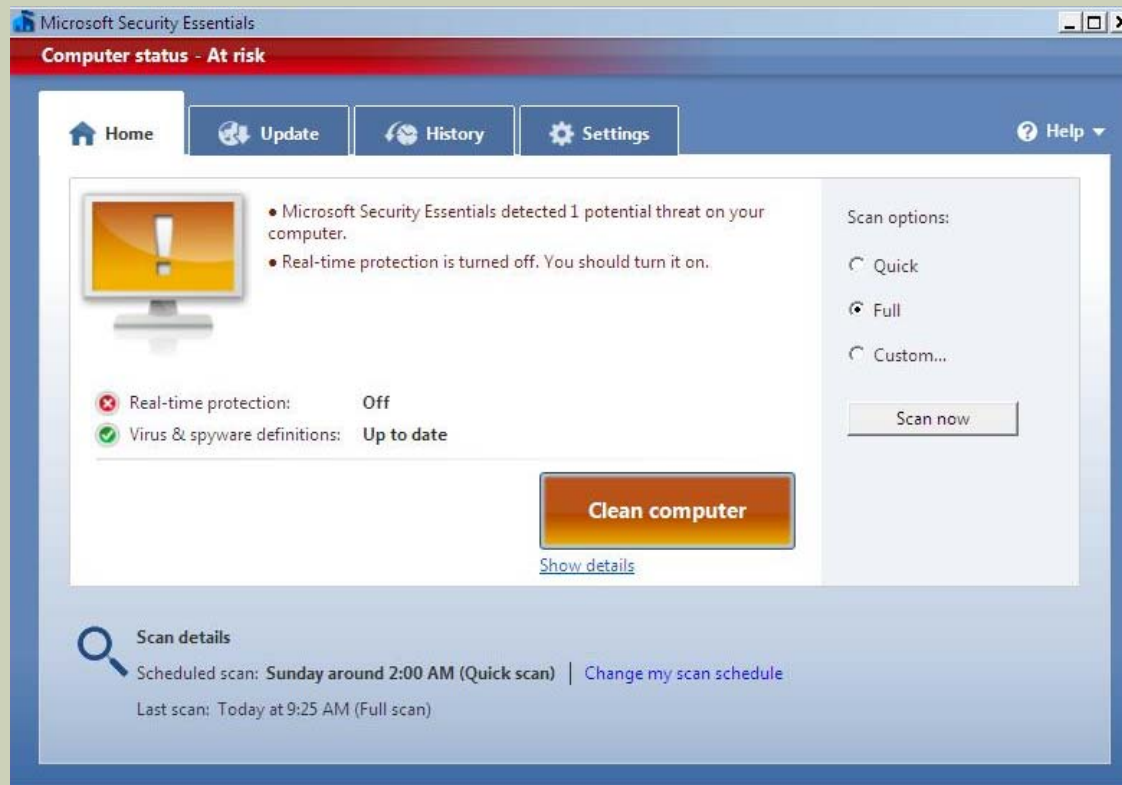 Microsoft Security Essentials
Computer status - At risk
Home
Update
History
Settings
Help
• Microsoft Security Essentials detected 1 potential threat on your
computer.
• Real-time protection is turned off. You should turn it on.
Real-time protection: Off
Virus & spyware definitions: Up to date
Clean computer
Show details
Scan options:
Quick
Full
Custom...
Scan now
Scan details
Scheduled scan: Sunday around 2:00 AM (Quick scan) | Change my scan schedule
Last scan: Today at 9:25 AM (Full scan)